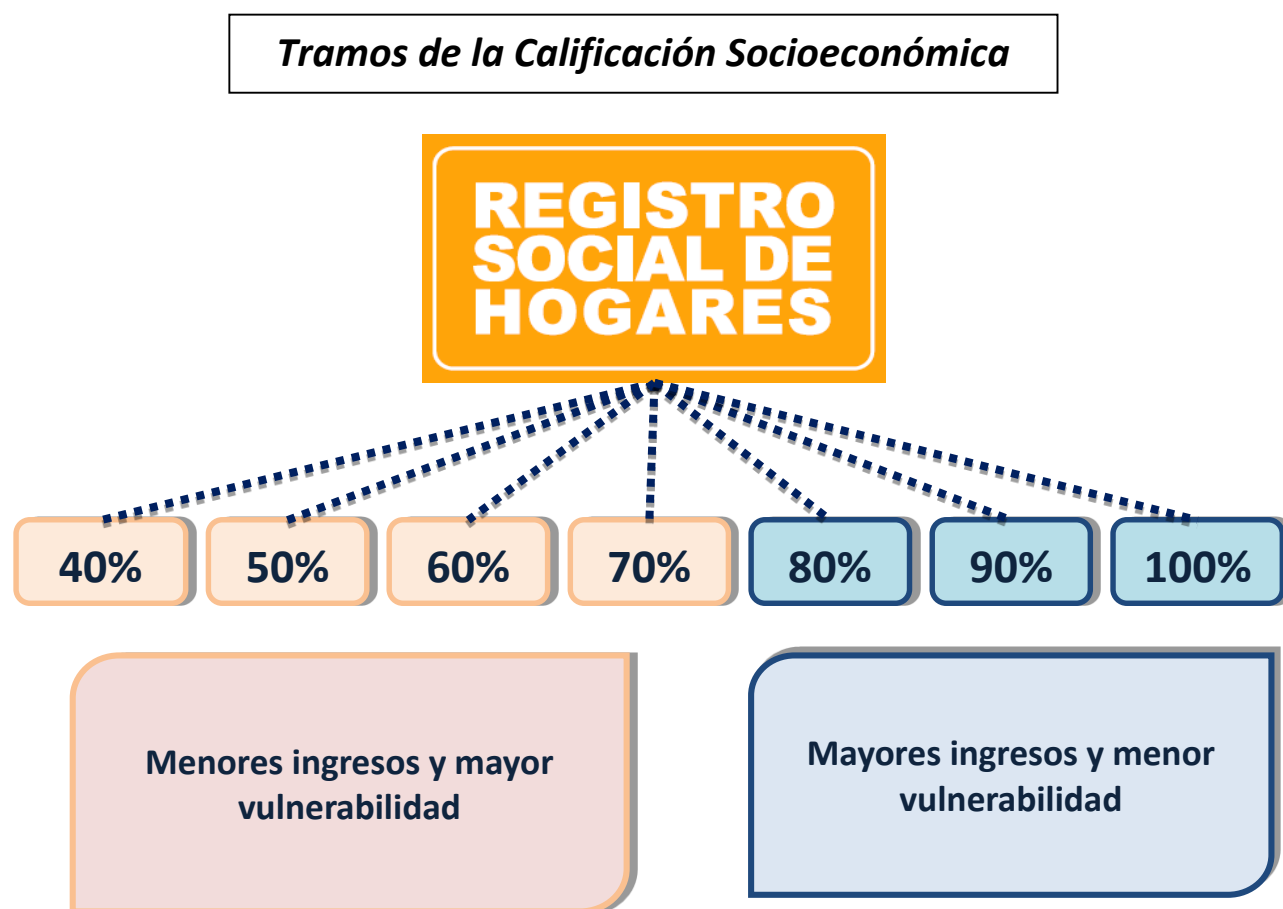 Tramos de la Calificación Socioeconómica
REGISTRO
SOCIAL DE
HOGARES
40%
50%
60%
70%
80%
90%
100%
Menores ingresos y mayor
vulnerabilidad
Mayores ingresos y menor
vulnerabilidad